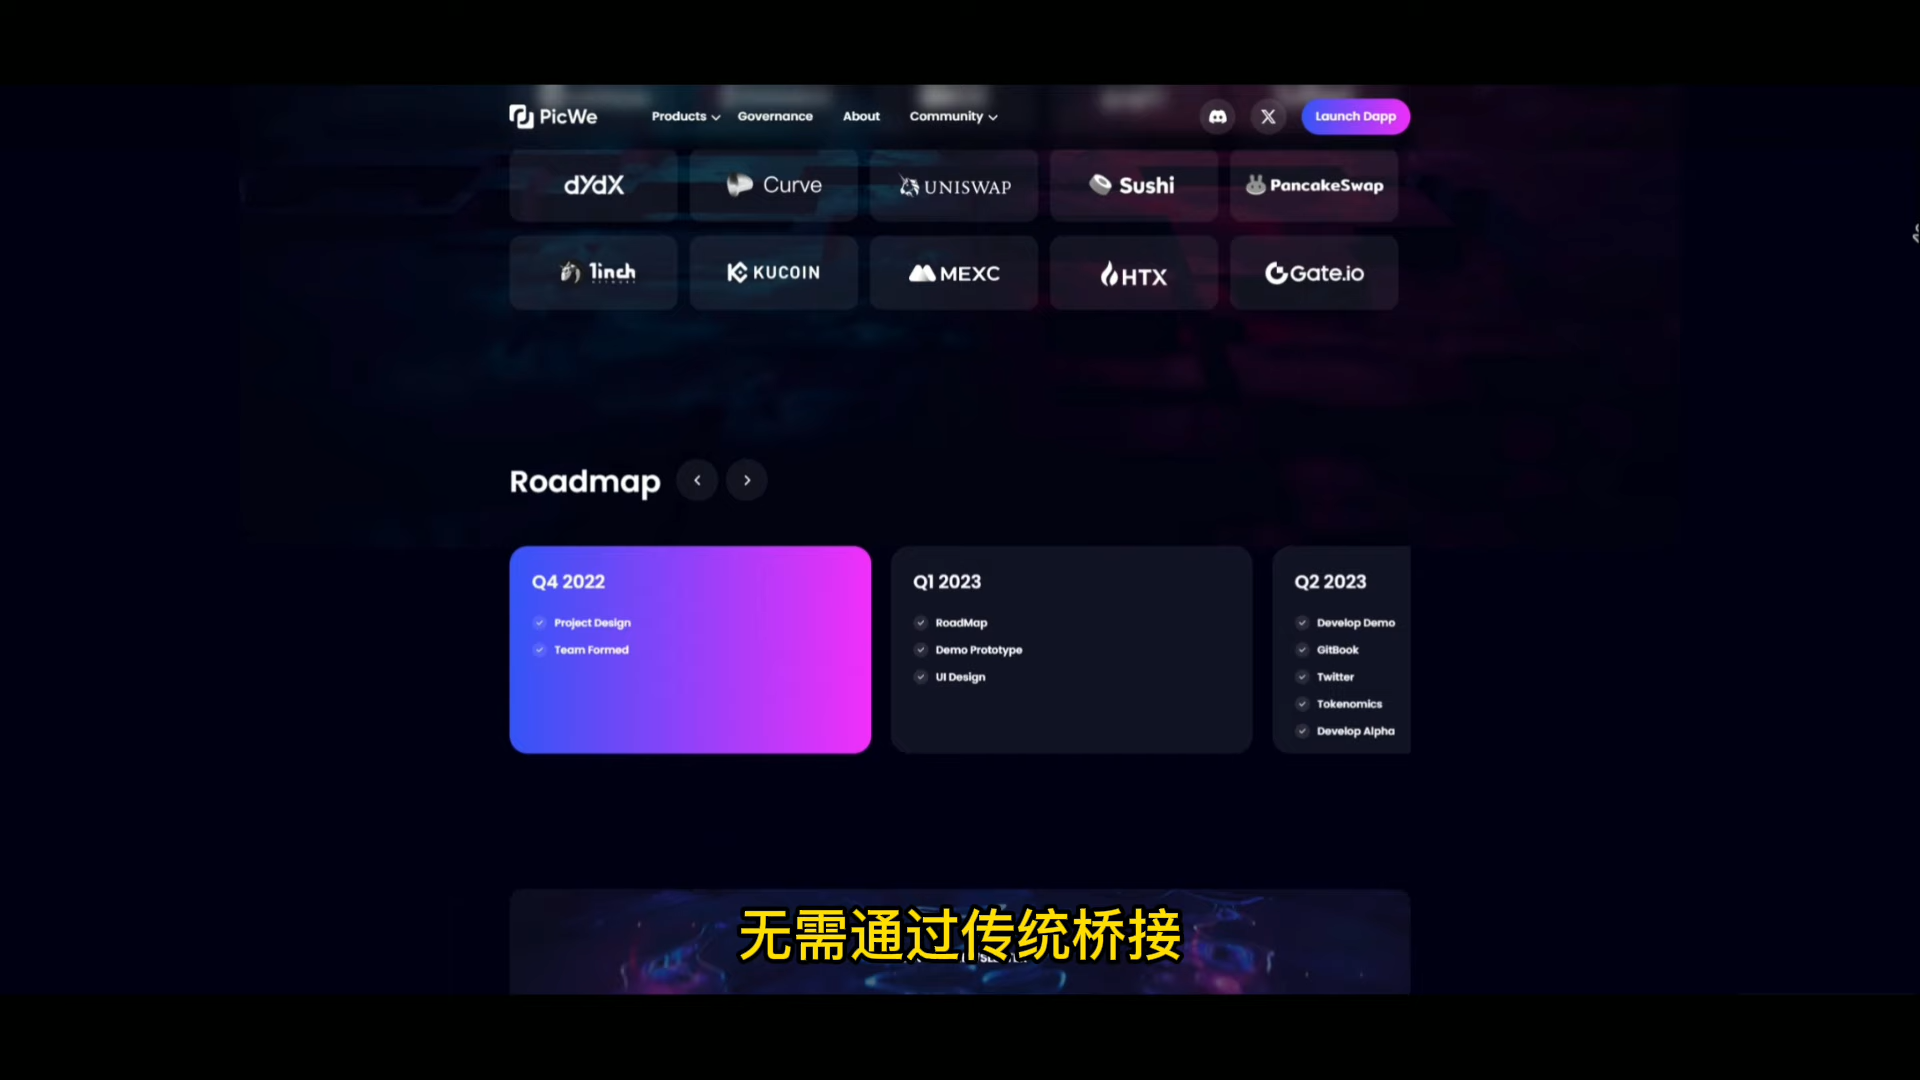 PicWe
Products
Governance
About
Community
Launch Dapp
dYdX
Curve
UNISWAP
Sushi
PancakeSwap
1inch
NETWORK
KUCOIN
MEXC
HTX
Gate.io
Roadmap
Q4 2022
Project Design
Team Formed
Q1 2023
RoadMap
Demo Prototype
UI Design
Q2 2023
Develop Demo
GitBook
Twitter
Tokenomics
Develop Alpha
无需通过传统桥接